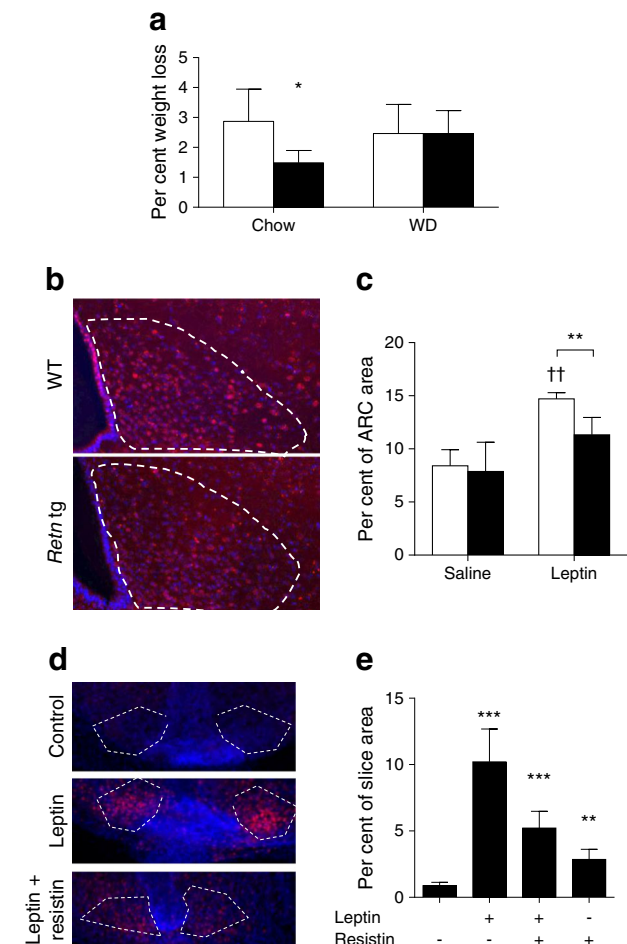 a
Per cent weight loss
5
4
3
2
1
0
*
Chow WD
b
WT
Retn tg
c
Per cent of ARC area
20
15
10
5
0
††
**
Saline Leptin
d
Control
Leptin
Leptin +
resistin
e
Per cent of slice area
15
10
5
0
***
***
**
Leptin - + + -
Resistin - - + +